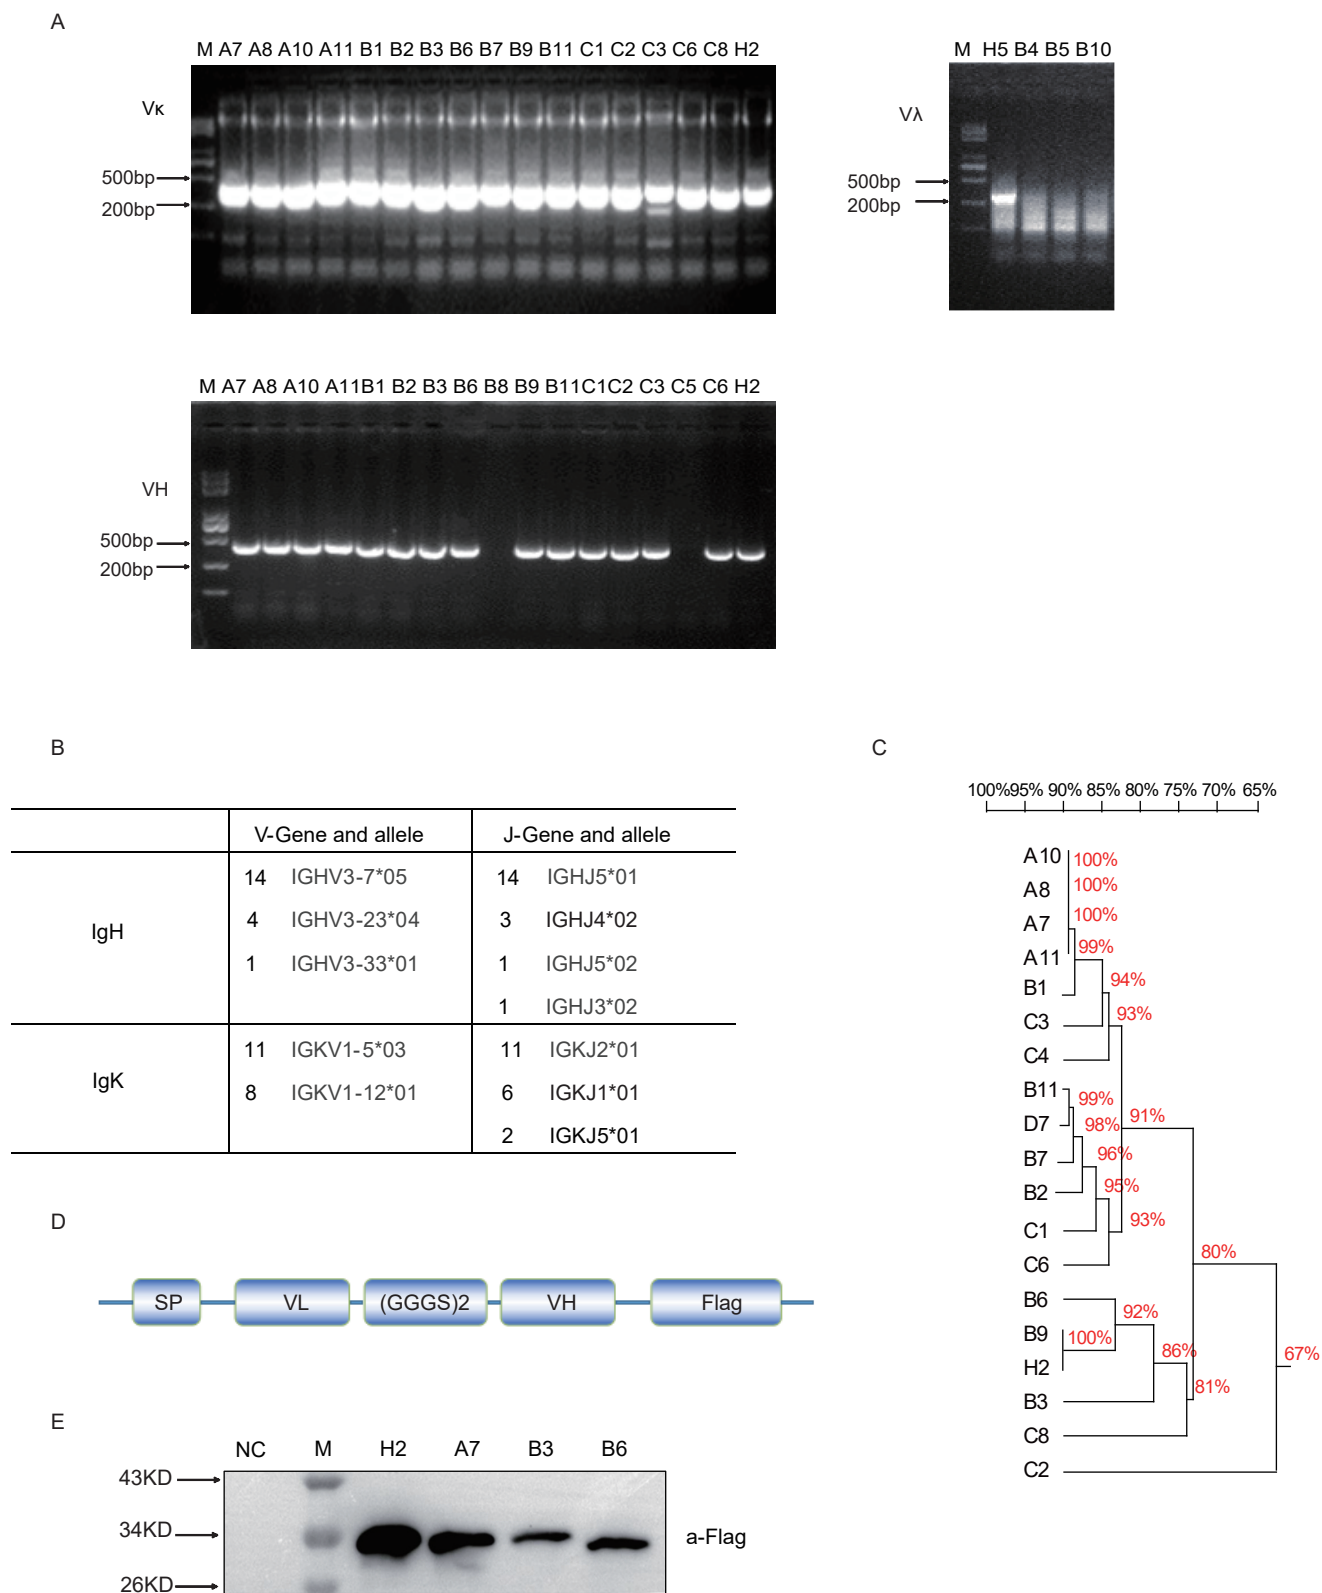 A
M A7 A8 A10 A11 B1 B2 B3 B6 B7 B9 B11 C1 C2 C3 C6 C8 H2
Vκ
500bp
200bp
M H5 B4 B5 B10
Vλ
500bp
200bp
M A7 A8 A10 A11B1 B2 B3 B6 B8 B9 B11C1C2 C3 C5 C6 H2
VH
500bp
200bp
B
V-Gene and allele J-Gene and allele
14 IGHV3-7*05 14 IGHJ5*01
4 IGHV3-23*04 3 IGHJ4*02
IgH
1 IGHV3-33*01 1 IGHJ5*02
1 IGHJ3*02
11 IGKV1-5*03 11 IGKJ2*01
IgK
8 IGKV1-12*01 6 IGKJ1*01
2 IGKJ5*01
C
100%95% 90% 85% 80% 75% 70% 65%
A10 100%
A8 100%
A7 100%
99%
A11
94%
B1
93%
C3
C4
B11 99%
91%
D7 98%
B7 96%
B2 95%
C1 93%
C6 80%
B6 92%
B9 100%
86% 67%
H2
81%
B3
C8
C2
D
SP VL (GGGS)2 VH Flag
E
NC M H2 A7 B3 B6
43KD
34KD
a-Flag
26KD